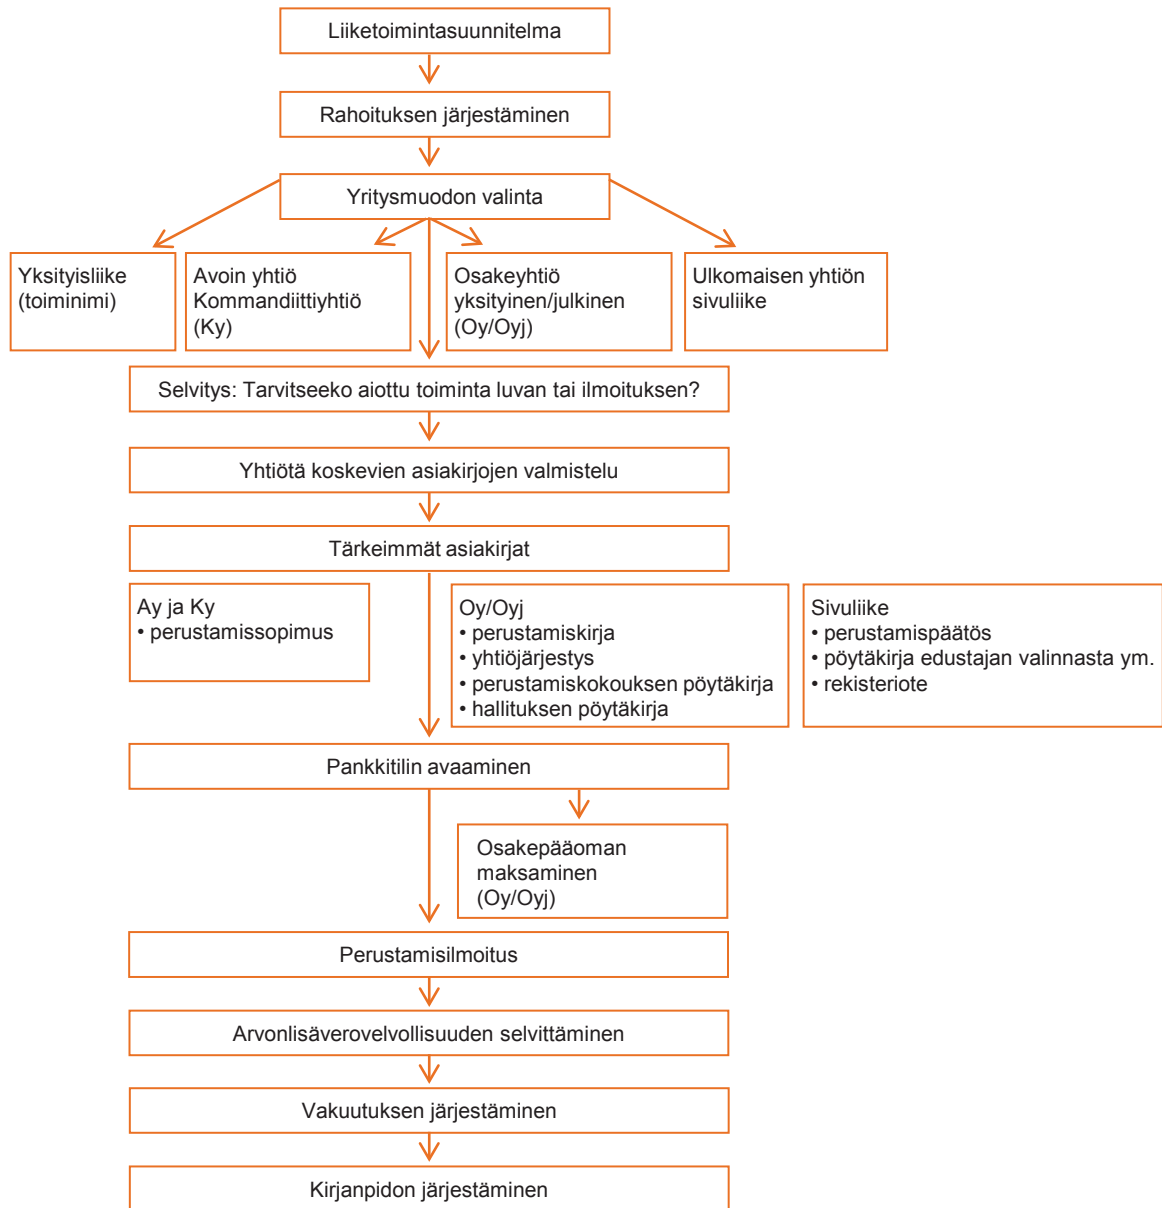 Liiketoimintasuunnitelma
Rahoituksen järjestäminen
Yritysmuodon valinta
Yksityisliike
(toiminimi)
Avoin yhtiö
Kommandiittiyhtiö
(Ky)
Osakeyhtiö
yksityinen/julkinen
(Oy/Oyj)
Ulkomaisen yhtiön
sivuliike
Selvitys: Tarvitseeko aiottu toiminta luvan tai ilmoituksen?
Yhtiötä koskevien asiakirjojen valmistelu
Tärkeimmät asiakirjat
Ay ja Ky
• perustamissopimus
Oy/Oyj
• perustamiskirja
• yhtiöjärjestys
• perustamiskokouksen pöytäkirja
• hallituksen pöytäkirja
Sivuliike
• perustamispäätös
• pöytäkirja edustajan valinnasta ym.
• rekisteriote
Pankkitilin avaaminen
Osakepääoman
maksaminen
(Oy/Oyj)
Perustamisilmoitus
Arvonlisäverovelvollisuuden selvittäminen
Vakuutuksen järjestäminen
Kirjanpidon järjestäminen